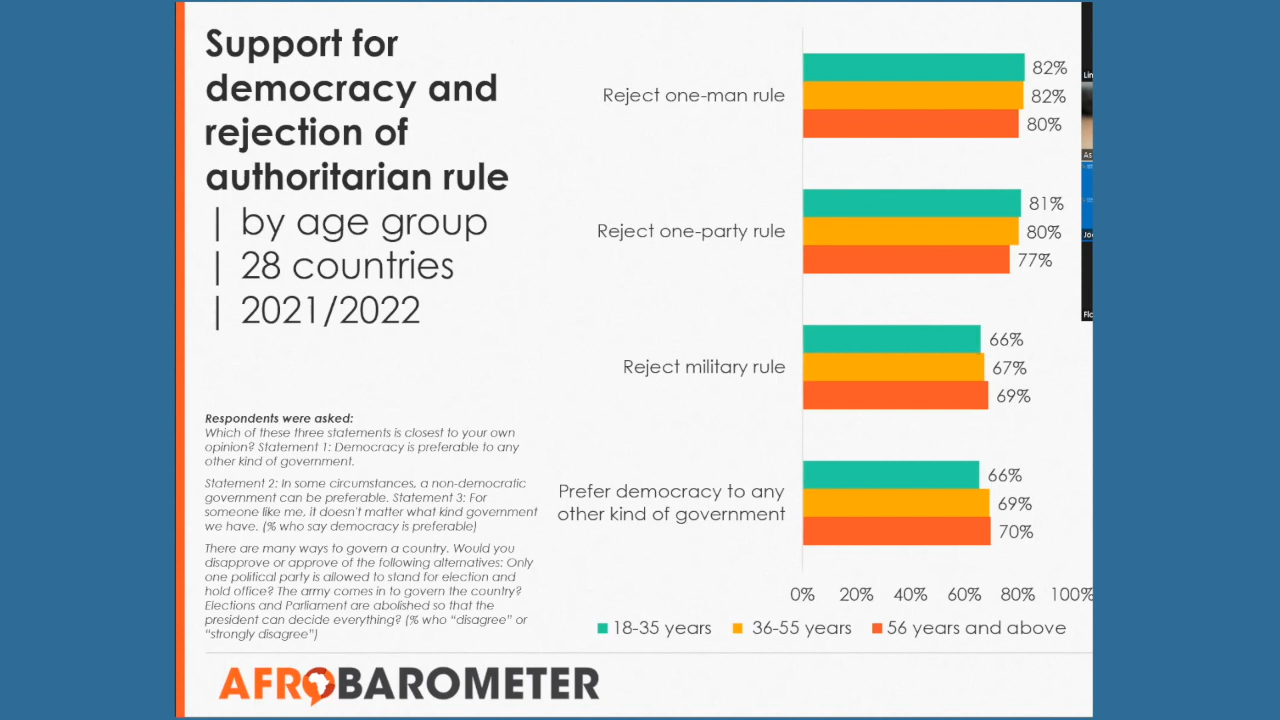 Support for
democracy and
rejection of
authoritarian rule
| by age group
| 28 countries
| 2021/2022
Respondents were asked:
Which of these three statements is closest to your own
opinion? Statement 1: Democracy is preferable to any
other kind of government.
Statement 2: In some circumstances, a non-democratic
government can be preferable. Statement 3: For
someone like me, it doesn't matter what kind government
we have. (% who say democracy is preferable)
There are many ways to govern a country. Would you
disapprove or approve of the following alternatives: Only
one political party is allowed to stand for election and
hold office? The army comes in to govern the country?
Elections and Parliament are abolished so that the
president can decide everything? (% who “disagree” or
“strongly disagree”)
Reject one-man rule
82%
82%
80%
Reject one-party rule
81%
80%
77%
Reject military rule
66%
67%
69%
Prefer democracy to any
other kind of government
66%
69%
70%
0% 20% 40% 60% 80% 100%
18-35 years 36-55 years 56 years and above
AFROBAROMETER